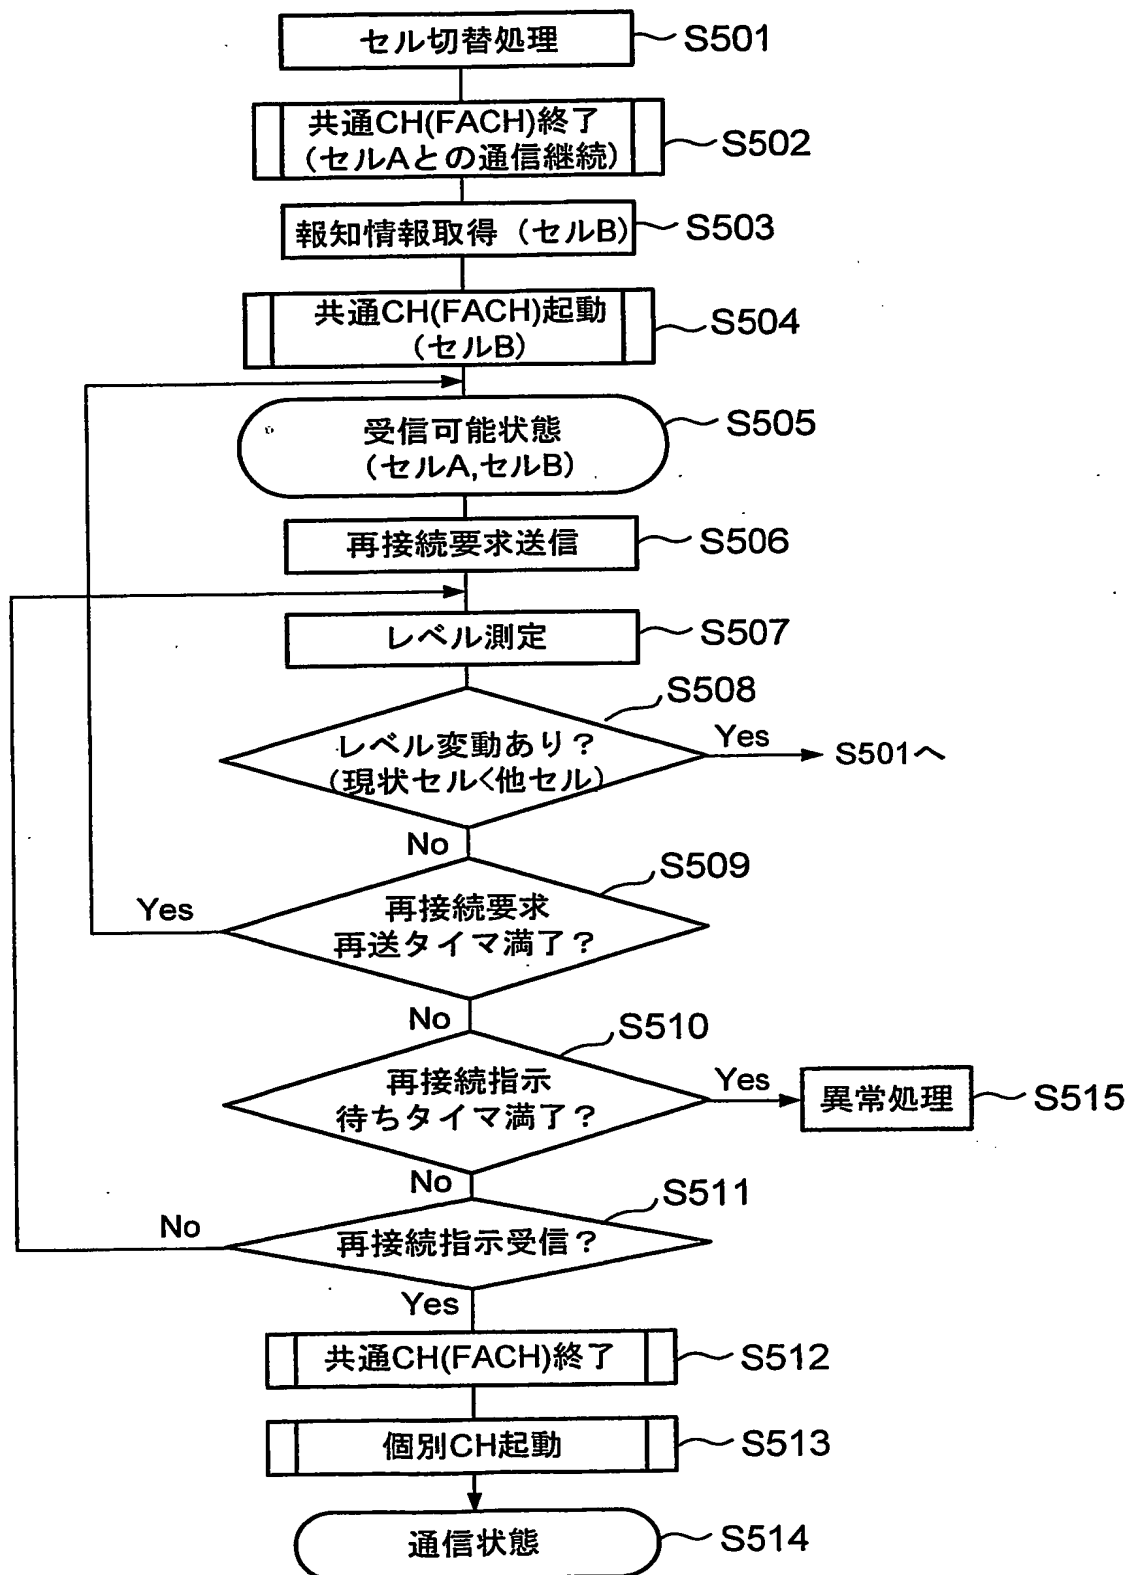 セル切替処理 S501
共通CH(FACH)終了
(セルAとの通信継続) S502
報知情報取得 (セルB) S503
共通CH(FACH)起動
(セルB) S504
受信可能状態
(セルA,セルB) S505
再接続要求送信 S506
レベル測定 S507
S508
レベル変動あり?
(現状セル<他セル)
Yes
S501へ
No
S509
再接続要求
再送タイマ満了?
Yes
No
S510
再接続指示
待ちタイマ満了?
Yes
異常処理 S515
No
S511
再接続指示受信?
No
Yes
共通CH(FACH)終了 S512
個別CH起動 S513
通信状態 S514